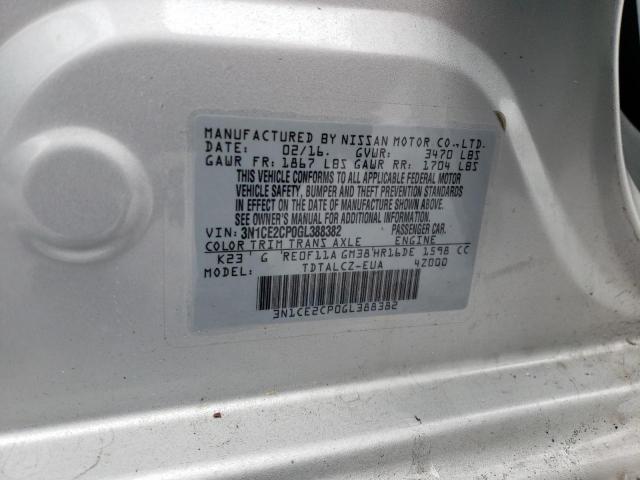 MANUFACTURED BY NISSAN MOTOR CO.,LTD.
DATE: 02/16. GVWR: 3470 LBS
GAWR FR: 1867 LBS GAWR RR: 1704 LBS
THIS VEHICLE CONFORMS TO ALL APPLICABLE FEDERAL MOTOR
VEHICLE SAFETY, BUMPER AND THEFT PREVENTION STANDARDS
IN EFFECT ON THE DATE OF MANUFACTURE SHOWN ABOVE.
SEE OWNER'S MANUAL FOR ADDITIONAL INFORMATION.
VIN: 3N1CE2CP0GL388382 PASSENGER CAR.
COLOR TRIM TRANS AXLE ENGINE
K23 G RE0F11A GM38 HR16DE 1598 CC
TDTALCZ-EUA 4Z000
3N1CE2CP0GL388382